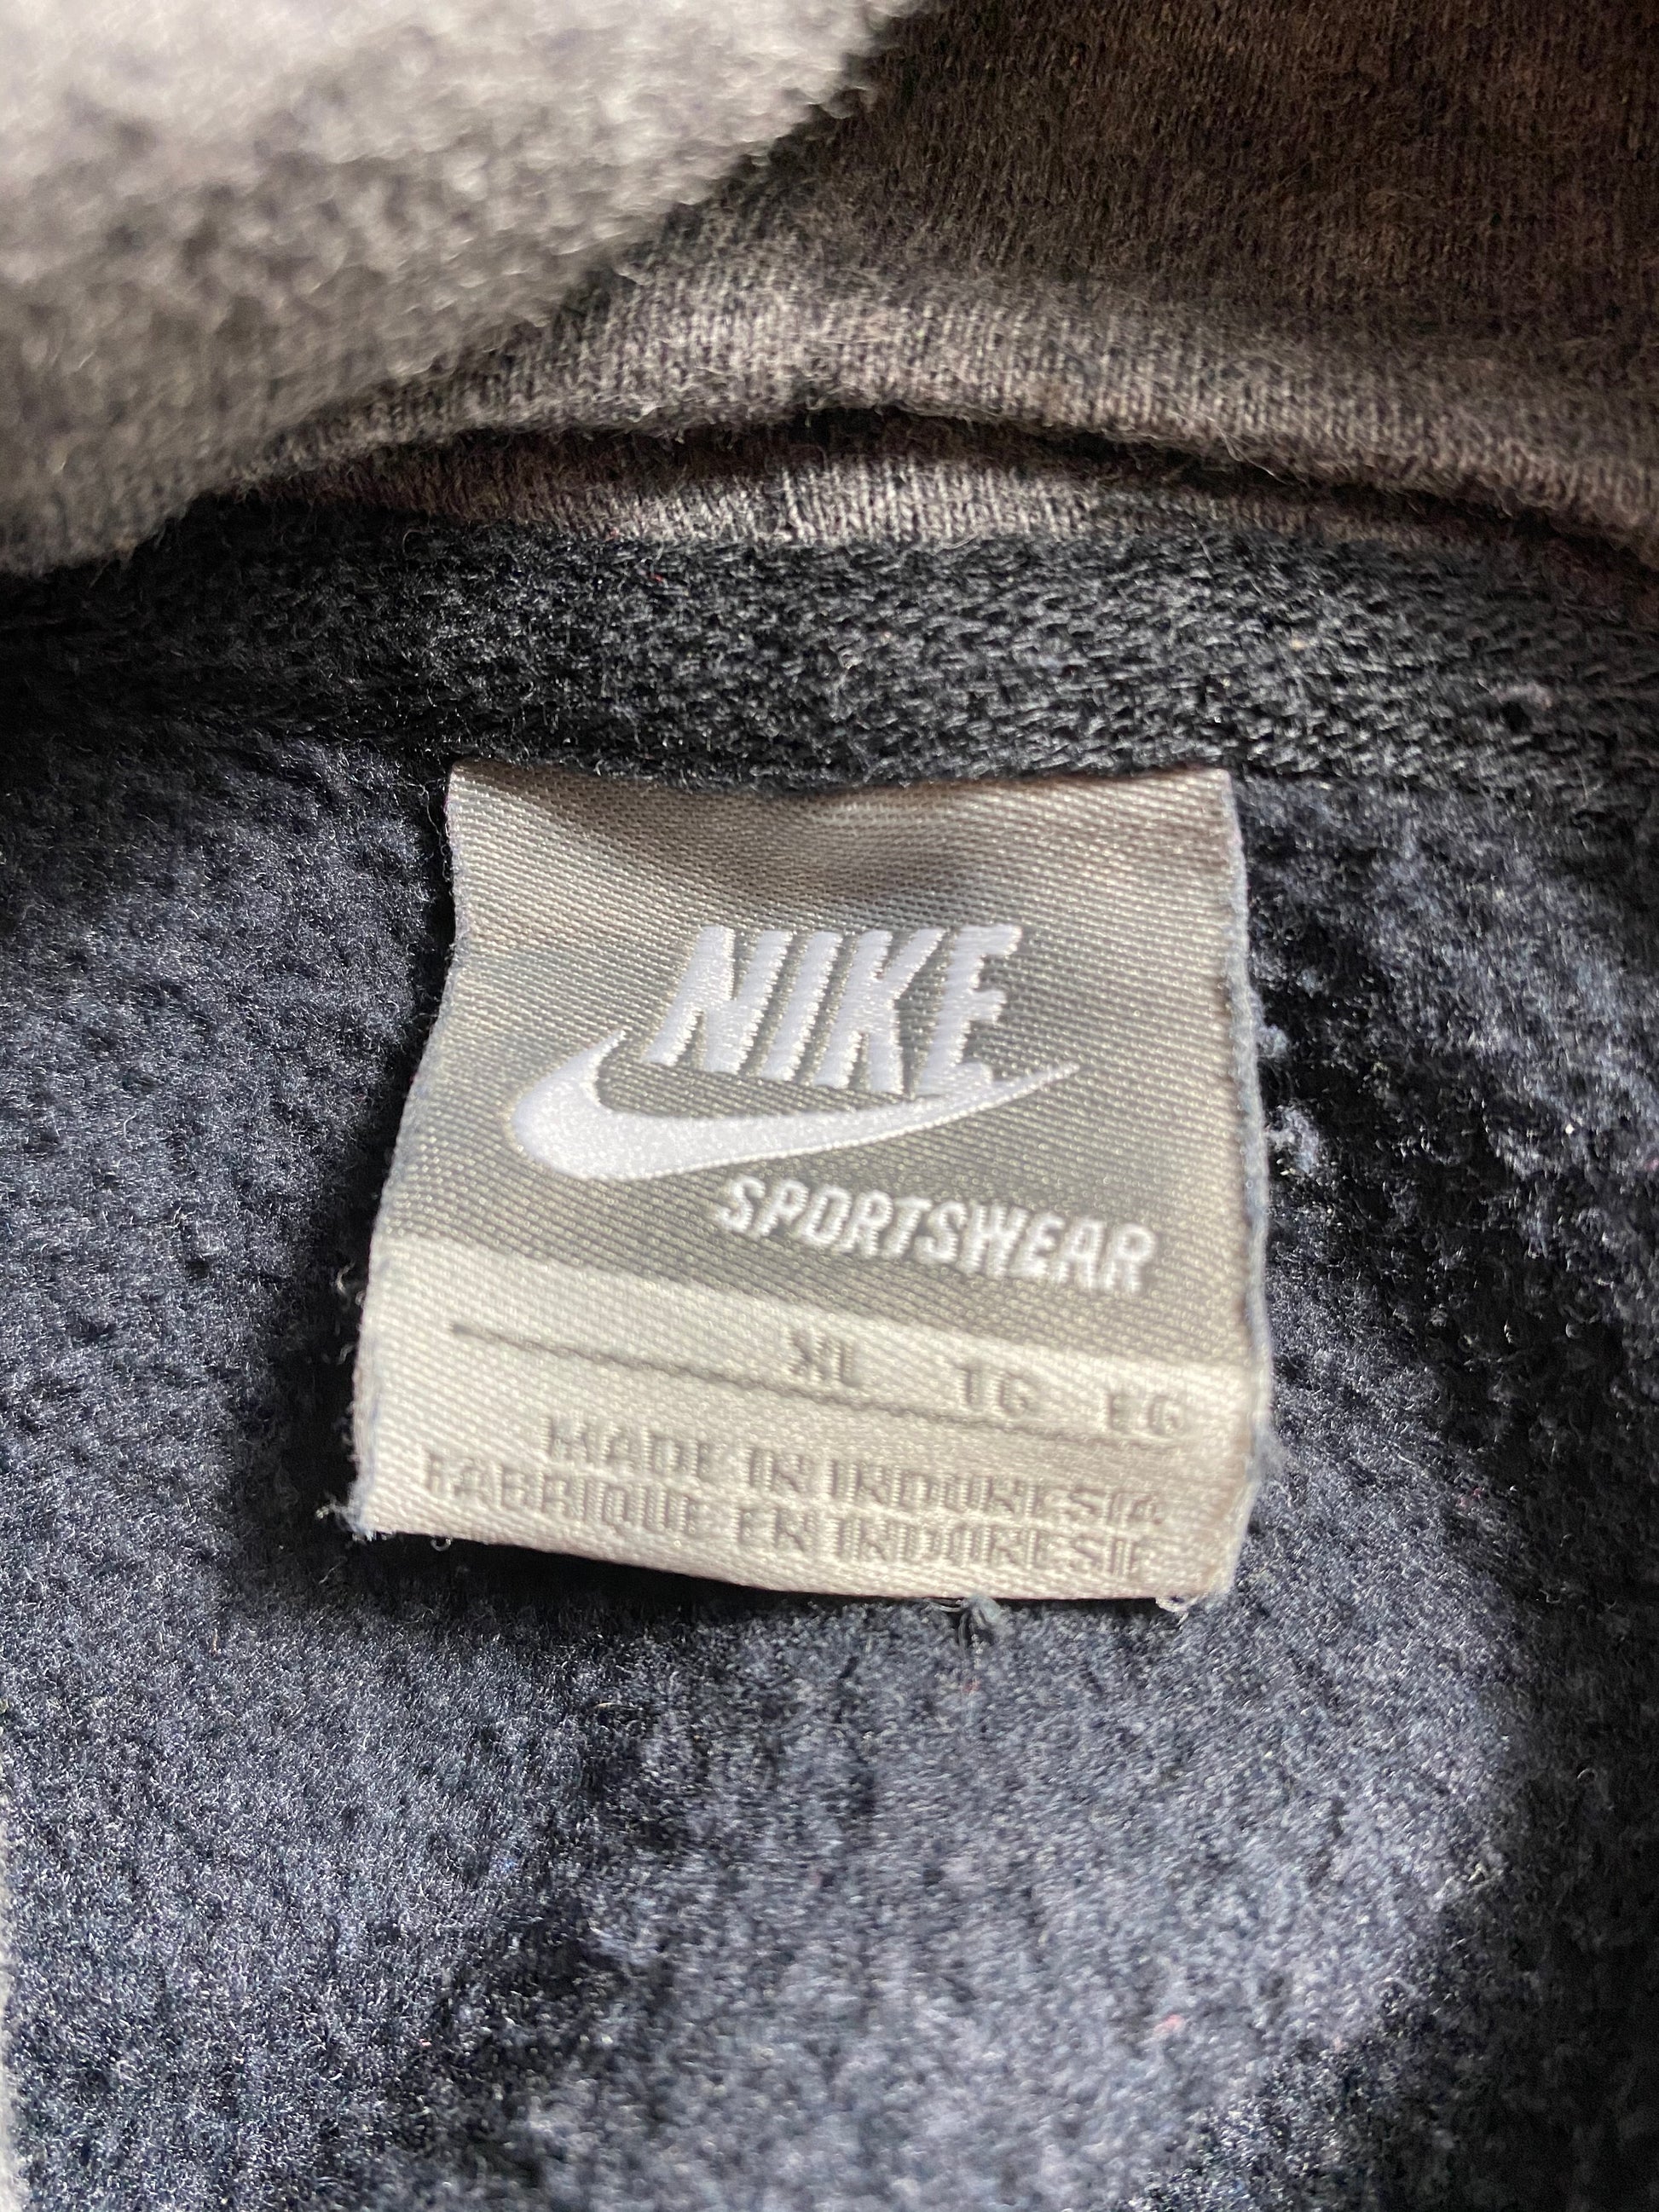 NIKE
SPORTSWEAR
XL TG EG
MADE IN INDONESIA
FABRIQUE EN INDONESIE